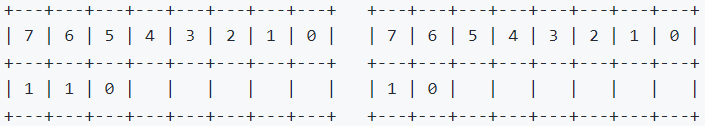 +---+---+---+---+---+---+---+---+   +---+---+---+---+---+---+---+---+
| 7 | 6 | 5 | 4 | 3 | 2 | 1 | 0 |   | 7 | 6 | 5 | 4 | 3 | 2 | 1 | 0 |
+---+---+---+---+---+---+---+---+   +---+---+---+---+---+---+---+---+
| 1 | 1 | 0 |   |   |   |   |   |   | 1 | 0 |   |   |   |   |   |   |
+---+---+---+---+---+---+---+---+   +---+---+---+---+---+---+---+---+